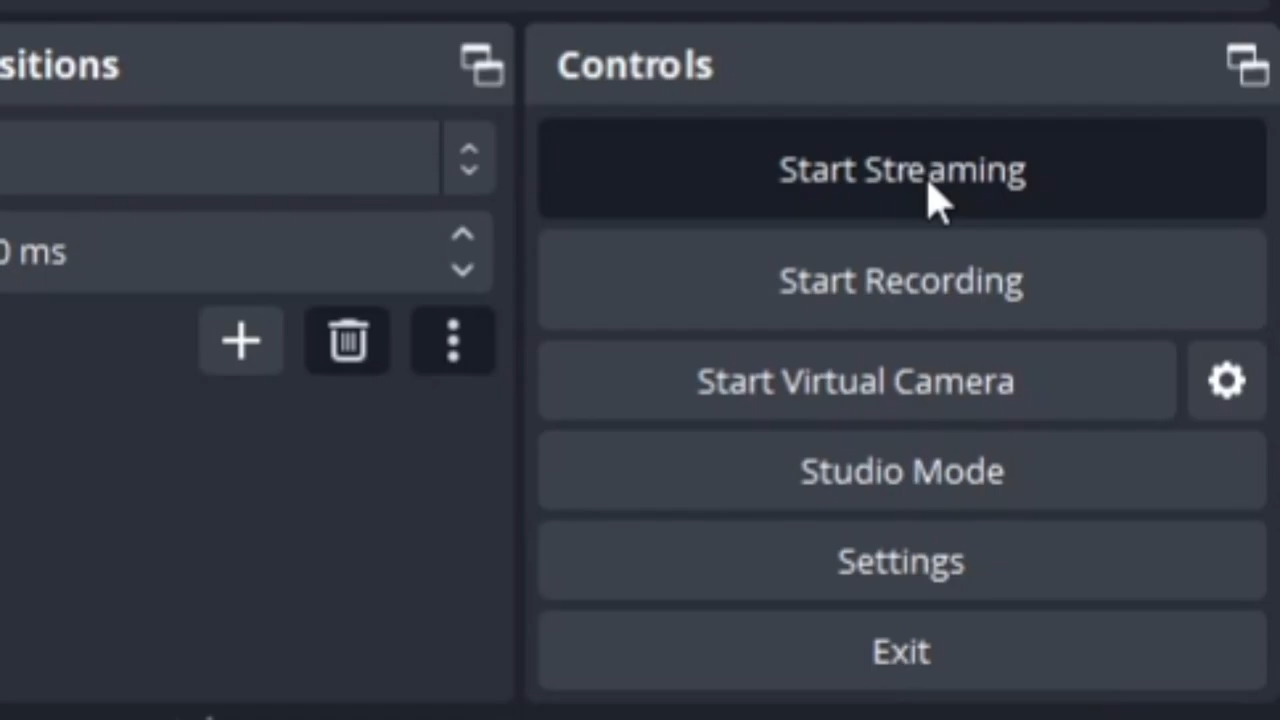 sitions
Controls
0 ms
Start Streaming
Start Recording
Start Virtual Camera
Studio Mode
Settings
Exit